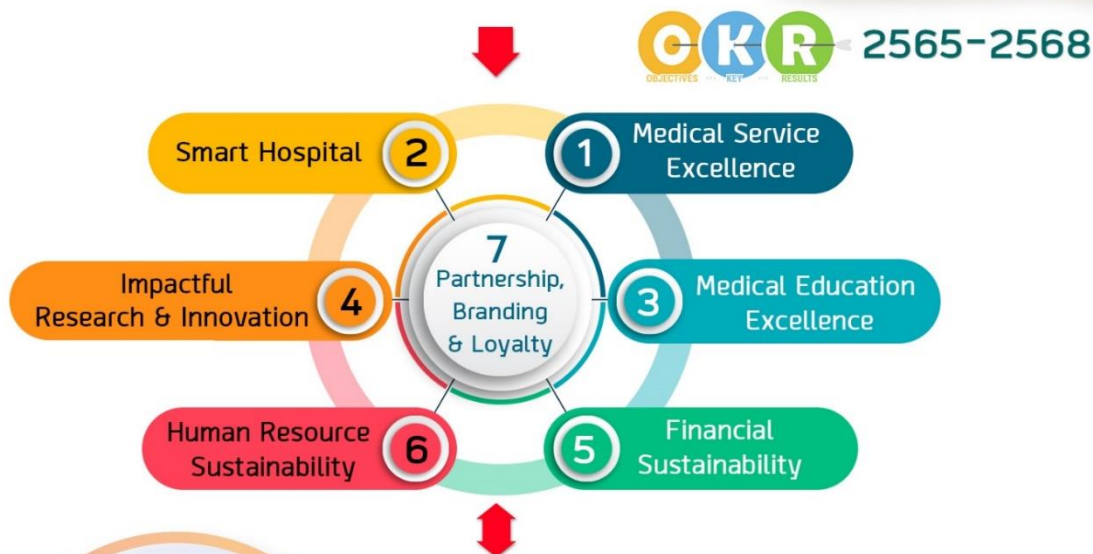 OKR 2565-2568
OBJECTIVES ... KEY ... RESULTS
Smart Hospital 2
1 Medical Service
Excellence
Impactful
Research & Innovation 4
7
Partnership,
Branding
& Loyalty
3 Medical Education
Excellence
Human Resource
Sustainability 6
5 Financial
Sustainability